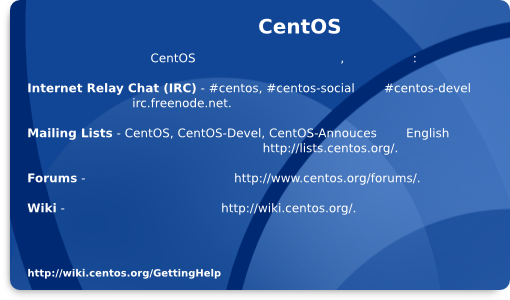 CentOS
CentOS , :
Internet Relay Chat (IRC) - #centos, #centos-social #centos-devel
irc.freenode.net.
Mailing Lists - CentOS, CentOS-Devel, CentOS-Annouces English
http://lists.centos.org/.
Forums - http://www.centos.org/forums/.
Wiki - http://wiki.centos.org/.
http://wiki.centos.org/GettingHelp